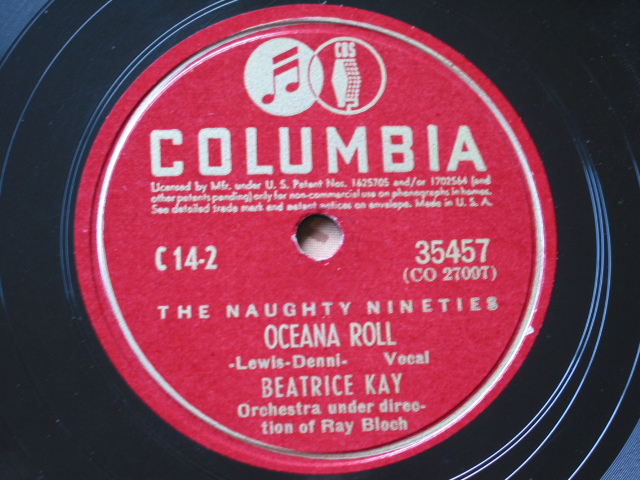 CBS
COLUMBIA
Licensed by Mfr. under U. S. Patent Nos. 1625705 and/or 1702564 (and
other patents pending) only for non-commercial use on phonographs in homes.
See detailed trade mark and patent notices on envelope. Made in U. S. A.
C 14-2 35457
(CO 27097)
THE NAUGHTY NINETIES
OCEANA ROLL
-Lewis-Denni- Vocal
BEATRICE KAY
Orchestra under direc-
tion of Ray Bloch